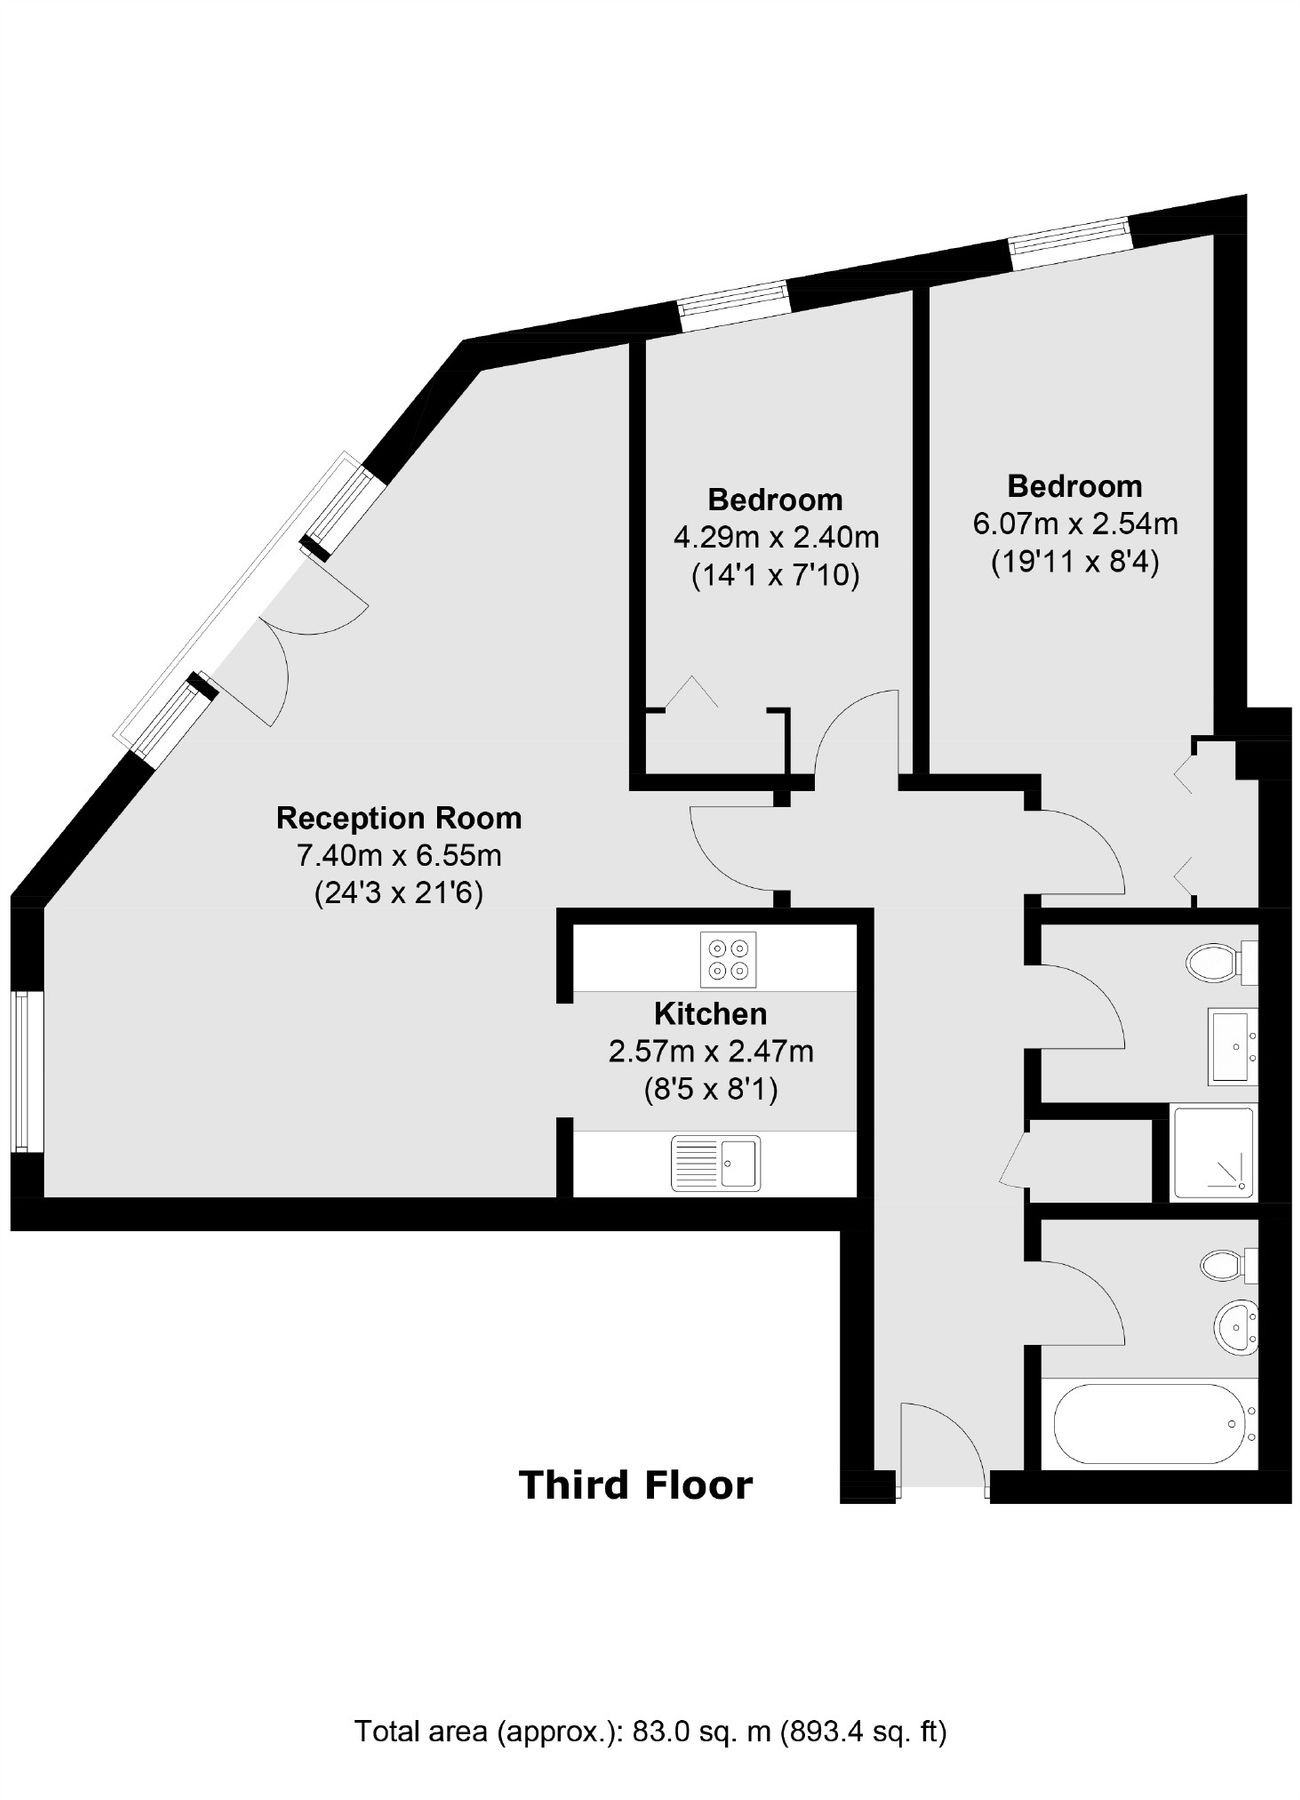 Bedroom
4.29m x 2.40m
(14'1 x 7'10)
Bedroom
6.07m x 2.54m
(19'11 x 8'4)
Reception Room
7.40m x 6.55m
(24'3 x 21'6)
Kitchen
2.57m x 2.47m
(8'5 x 8'1)
Third Floor
Total area (approx.): 83.0 sq. m (893.4 sq. ft)